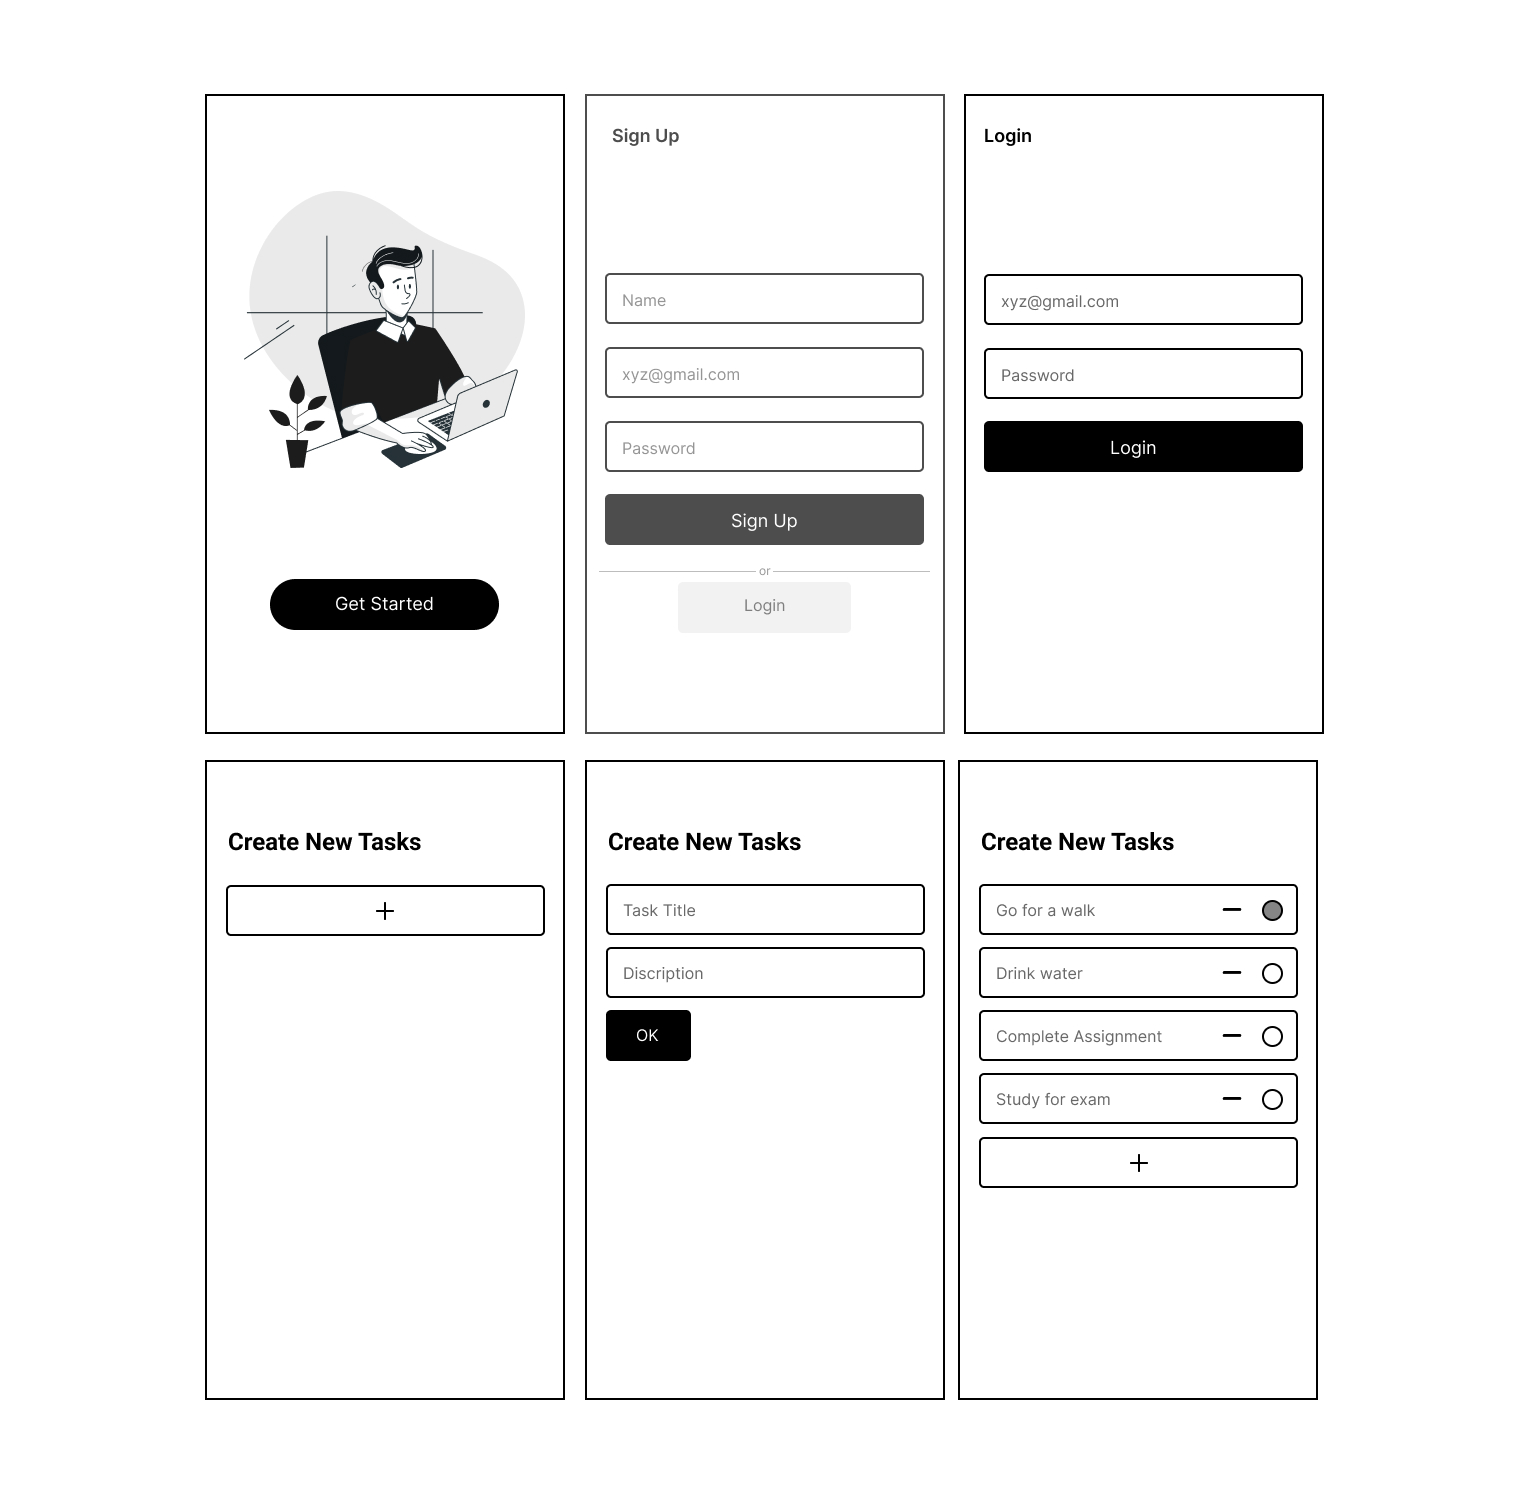 Get Started
Sign Up
Name
xyz@gmail.com
Password
Sign Up
or
Login
Login
xyz@gmail.com
Password
Login
Create New Tasks
Create New Tasks
Task Title
Discription
OK
Create New Tasks
Go for a walk
Drink water
Complete Assignment
Study for exam